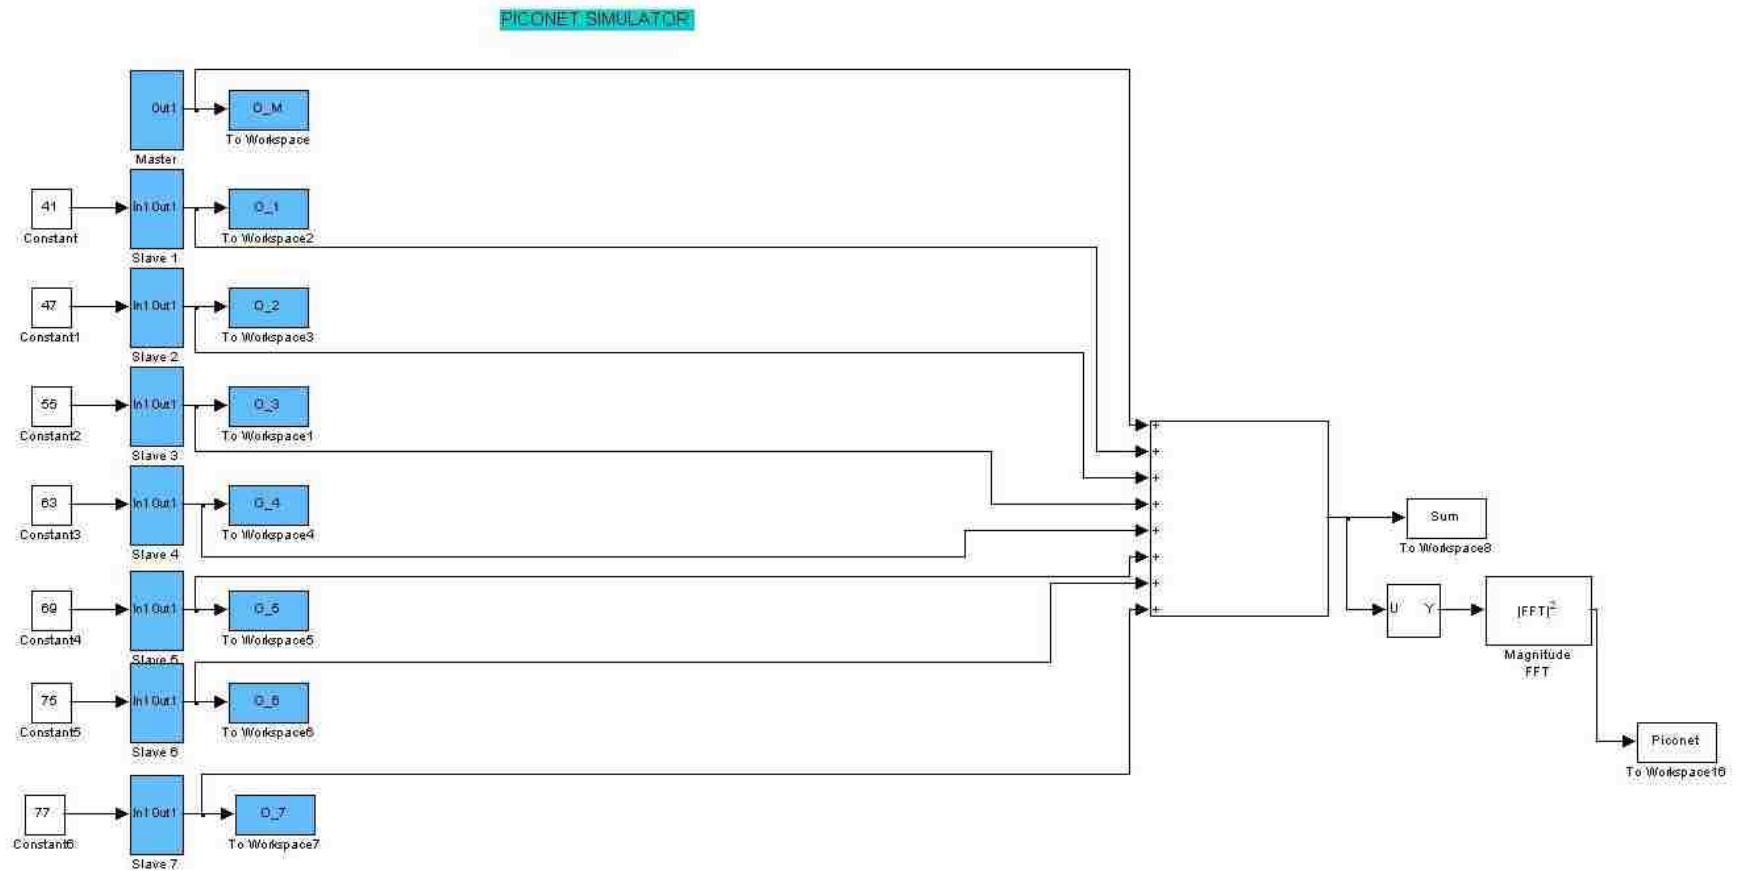 PICONET SIMULATOR
Out1
O_M
To Workspace
Master
41
In1 Out1
O_1
Constant
To Workspace2
Slave 1
47
In1 Out1
O_2
Constant1
To Workspace3
Slave 2
55
In1 Out1
O_3
Constant2
To Workspace1
Slave 3
63
In1 Out1
O_4
Constant3
To Workspace4
Slave 4
69
In1 Out1
O_5
Constant4
To Workspace5
Slave 5
75
In1 Out1
O_6
Constant5
To Workspace6
Slave 6
77
In1 Out1
O_7
Constant6
To Workspace7
Slave 7
+
+
+
+
+
+
+
+
Sum
To Workspace8
U Y
|FFT|²
Magnitude
FFT
Piconet
To Workspace16